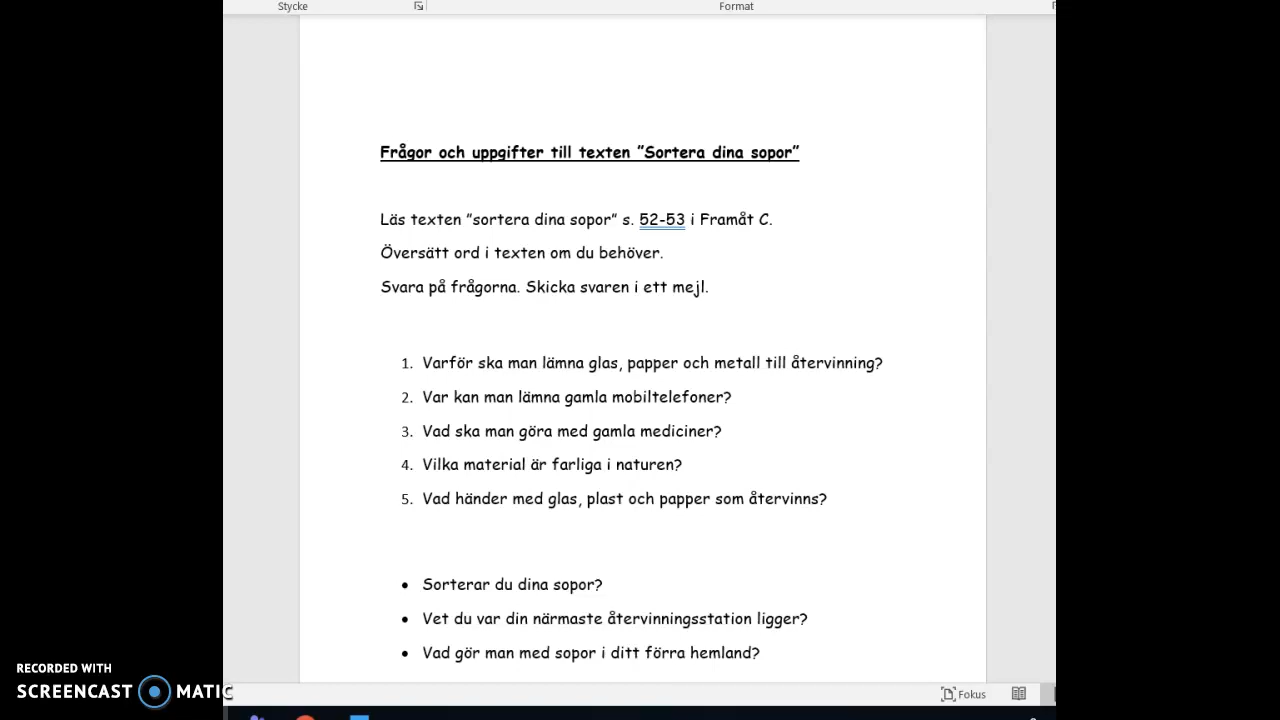 Stycke
Format
Frågor och uppgifter till texten ”Sortera dina sopor”
Läs texten ”sortera dina sopor” s. 52-53 i Framåt C.
Översätt ord i texten om du behöver.
Svara på frågorna. Skicka svaren i ett mejl.
1. Varför ska man lämna glas, papper och metall till återvinning?
2. Var kan man lämna gamla mobiltelefoner?
3. Vad ska man göra med gamla mediciner?
4. Vilka material är farliga i naturen?
5. Vad händer med glas, plast och papper som återvinns?
• Sorterar du dina sopor?
• Vet du var din närmaste återvinningsstation ligger?
• Vad gör man med sopor i ditt förra hemland?
RECORDED WITH
SCREENCAST MATIC
Fokus